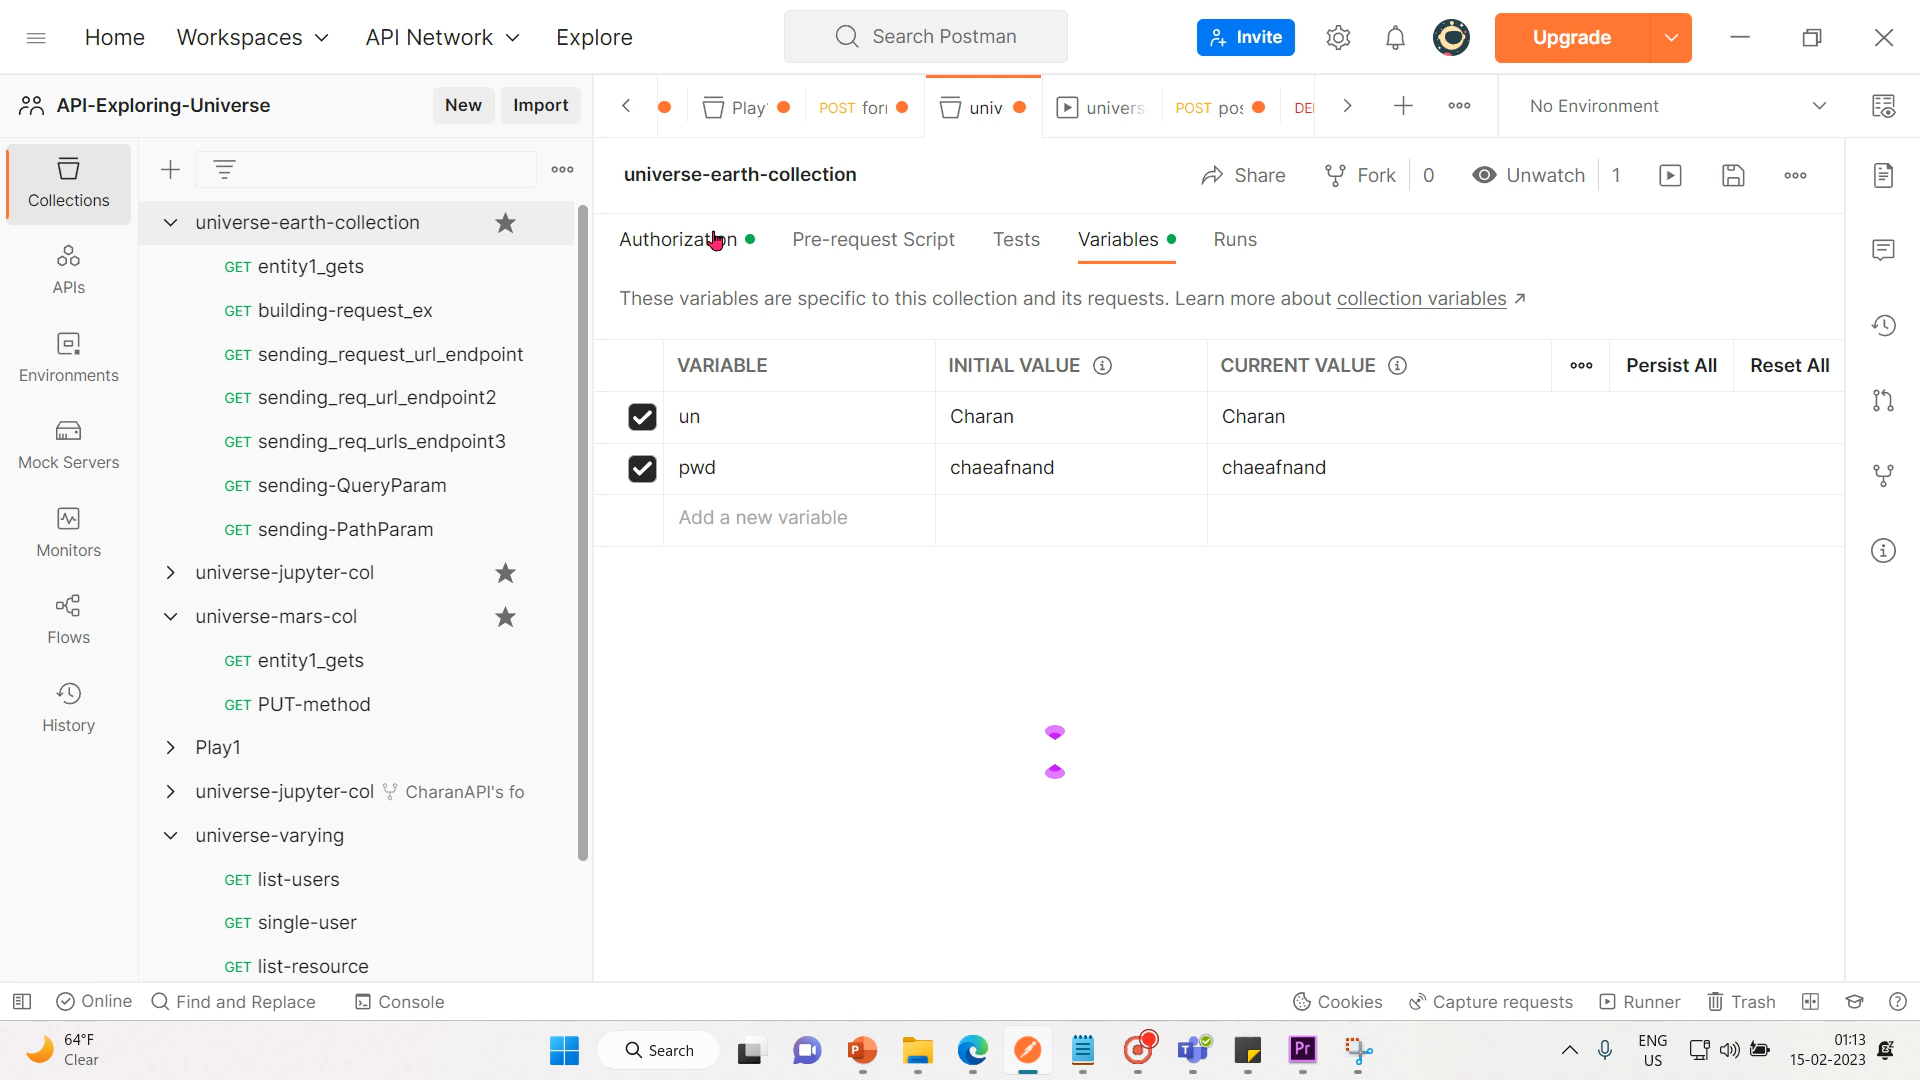 Home Workspaces API Network Explore Search Postman Invite Upgrade
API-Exploring-Universe New Import
Play POST for univ univers POST pos DEI No Environment
Collections
APIs
Environments
Mock Servers
Monitors
Flows
History
universe-earth-collection
GET entity1_gets
GET building-request_ex
GET sending_request_url_endpoint
GET sending_req_url_endpoint2
GET sending_req_urls_endpoint3
GET sending-QueryParam
GET sending-PathParam
universe-jupyter-col
universe-mars-col
GET entity1_gets
GET PUT-method
Play1
universe-jupyter-col CharanAPI's fo
universe-varying
GET list-users
GET single-user
GET list-resource
universe-earth-collection Share Fork 0 Unwatch 1
Authorization Pre-request Script Tests Variables Runs
These variables are specific to this collection and its requests. Learn more about collection variables ↗
VARIABLE INITIAL VALUE CURRENT VALUE Persist All Reset All
un Charan Charan
pwd chaeafnand chaeafnand
Add a new variable
Online Find and Replace Console Cookies Capture requests Runner Trash
64°F
Clear
Search
ENG
US
01:13
15-02-2023